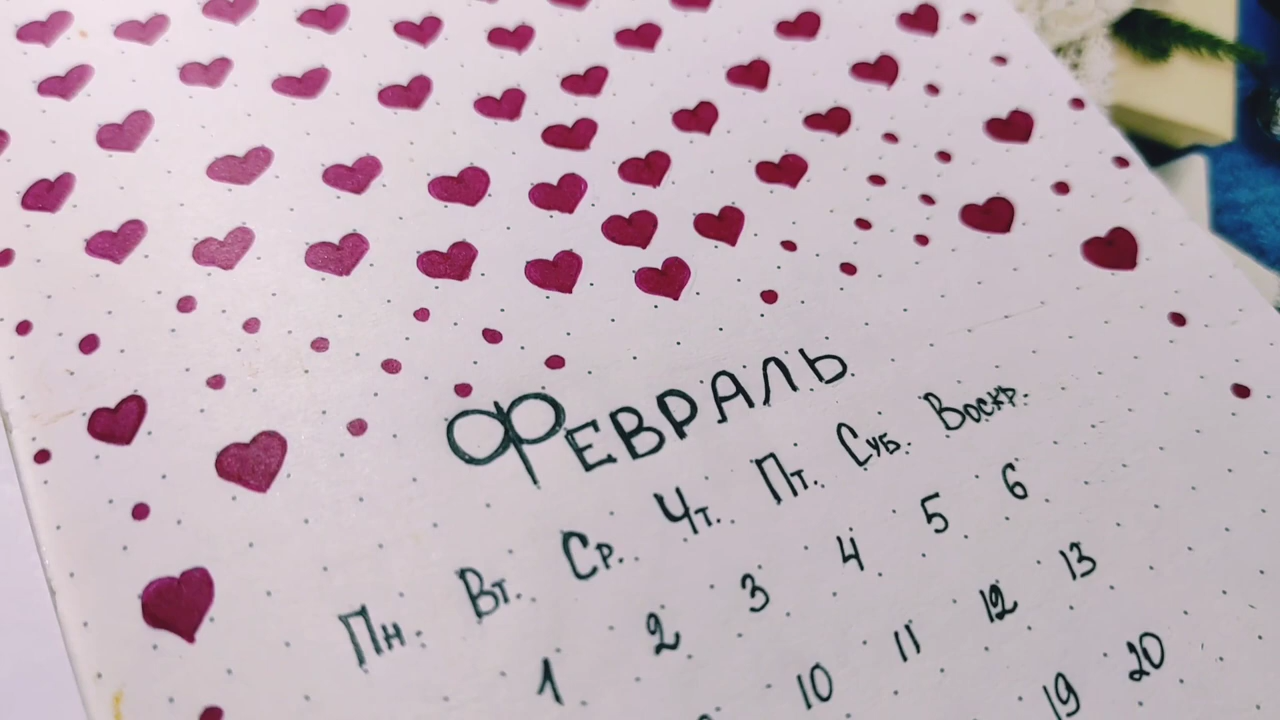 Февраль
Пн. Вт. Ср. Чт. Пт. Суб. Воскр.
1 2 3 4 5 6
10 11 12 13
19 20